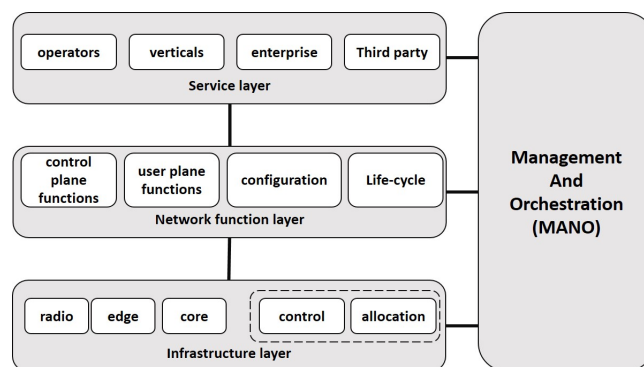 operators
verticals
enterprise
Third party
Service layer
control
plane
functions
user plane
functions
configuration
Life-cycle
Network function layer
radio
edge
core
control
allocation
Infrastructure layer
Management
And
Orchestration
(MANO)